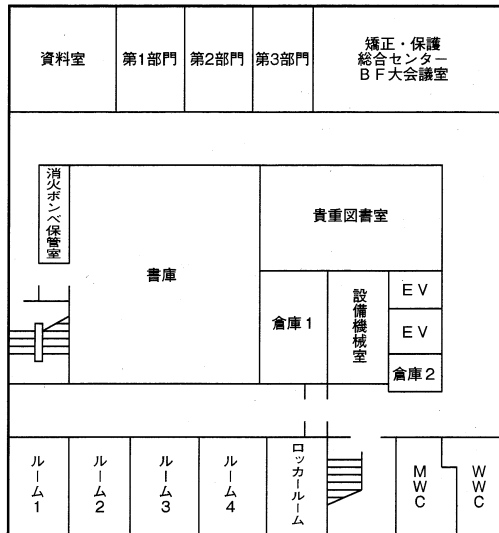 資料室
第1部門
第2部門
第3部門
矯正・保護
総合センター
BF大会議室
消火ボンベ保管室
書庫
貴重図書室
倉庫1
設備機械室
EV
EV
倉庫2
ルーム1
ルーム2
ルーム3
ルーム4
ロッカールーム
MWC
WWC